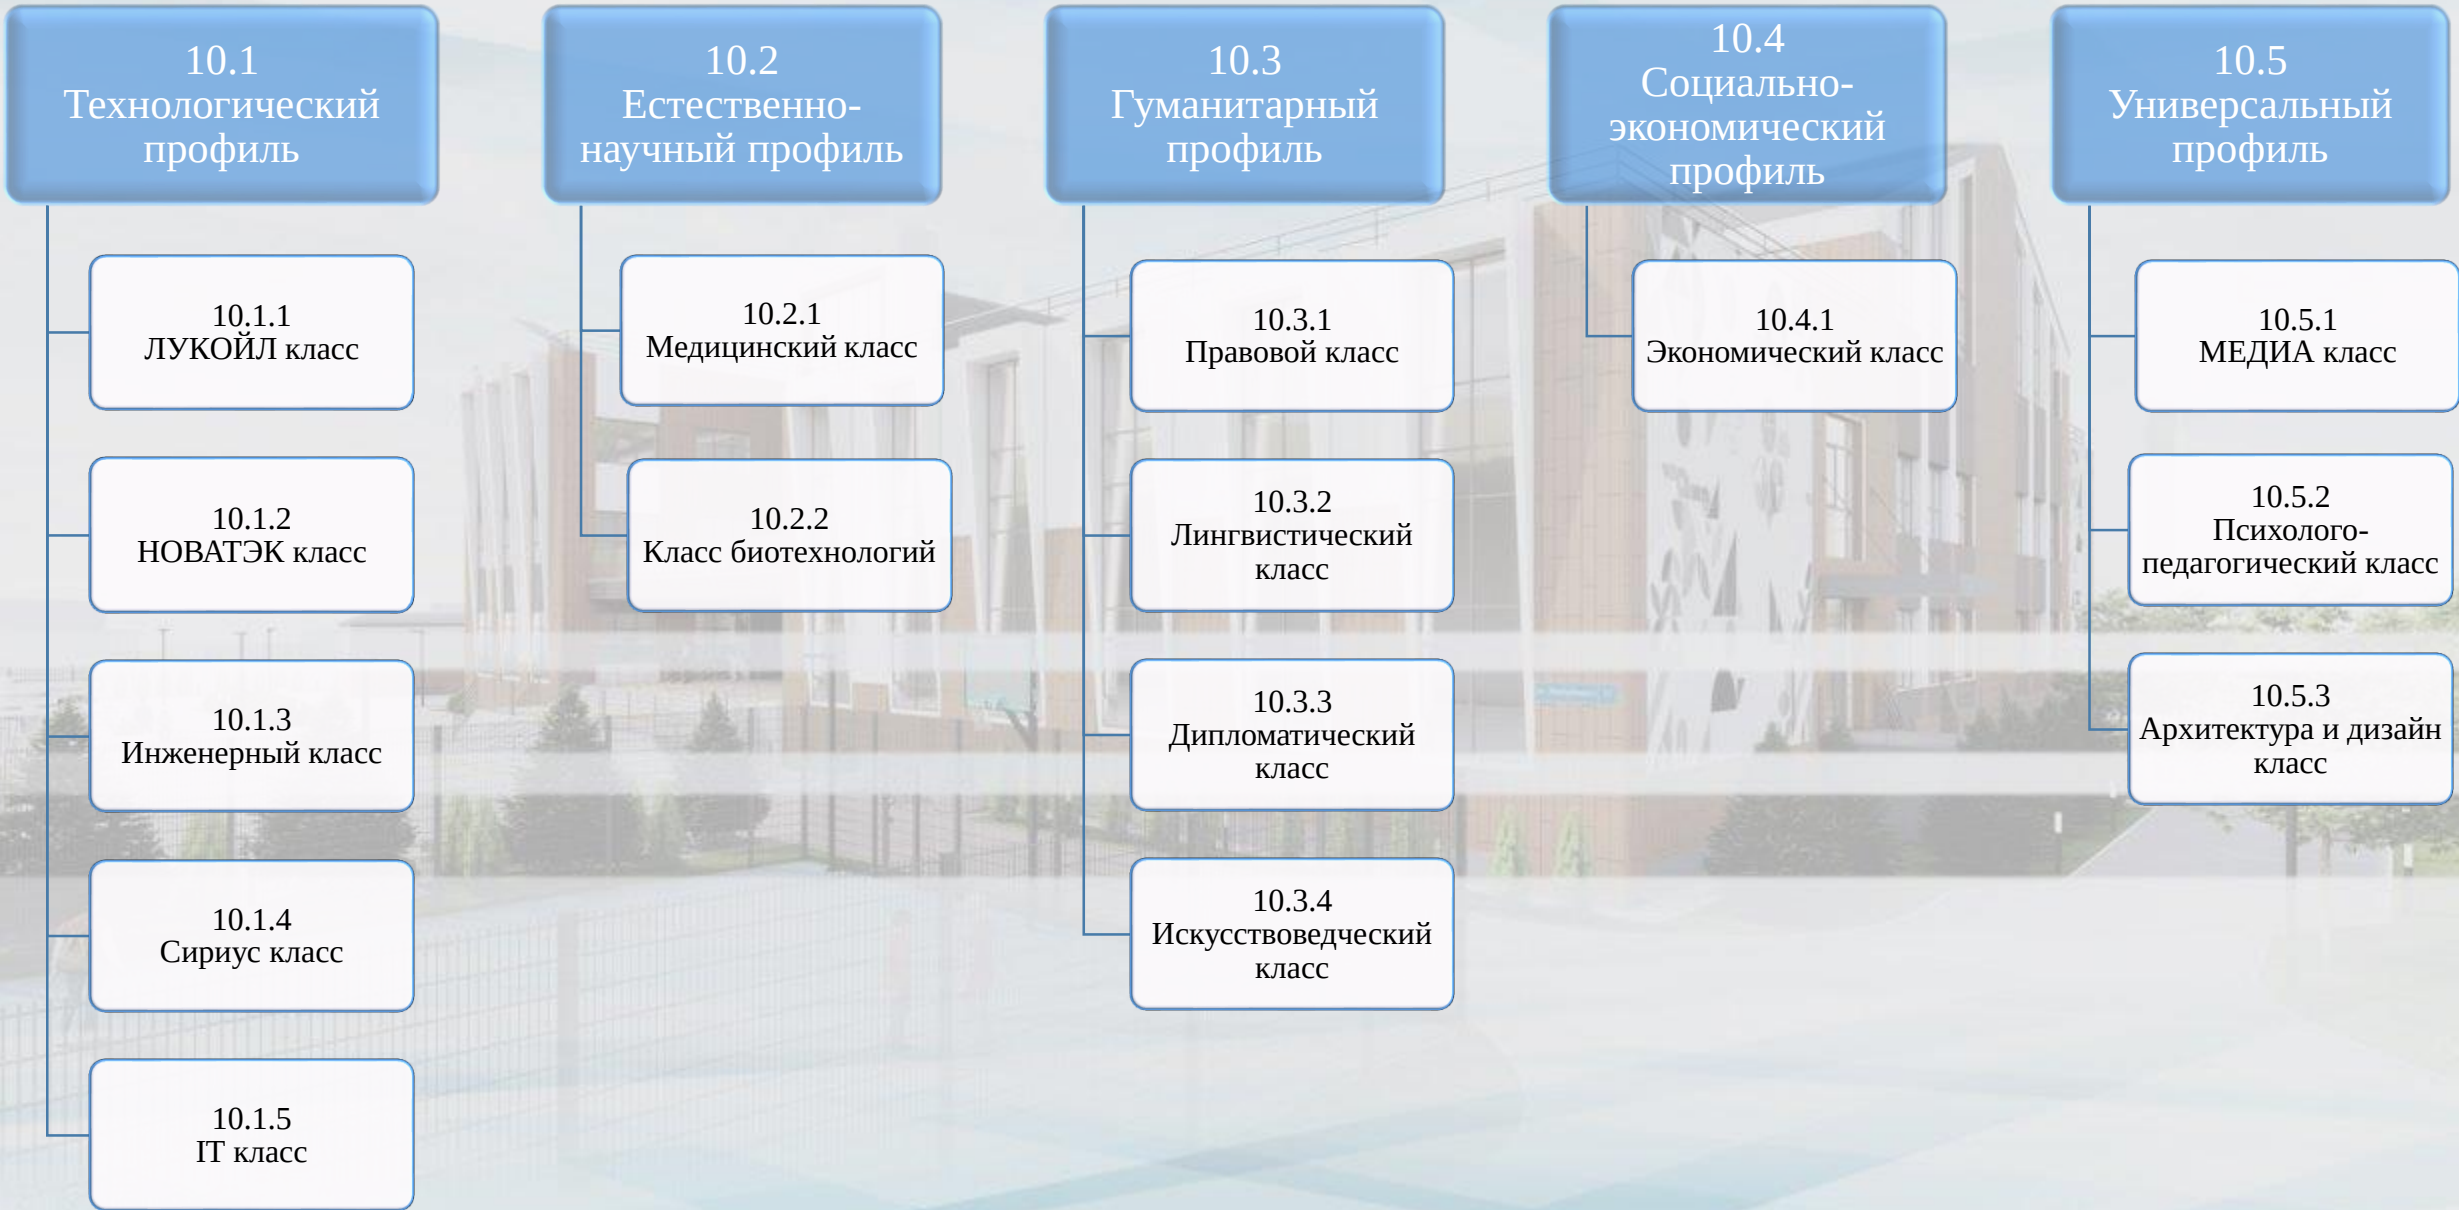 10.1
Технологический
профиль
10.1.1
ЛУКОЙЛ класс
10.1.2
НОВАТЭК класс
10.1.3
Инженерный класс
10.1.4
Сириус класс
10.1.5
IT класс
10.2
Естественно-
научный профиль
10.2.1
Медицинский класс
10.2.2
Класс биотехнологий
10.3
Гуманитарный
профиль
10.3.1
Правовой класс
10.3.2
Лингвистический
класс
10.3.3
Дипломатический
класс
10.3.4
Искусствоведческий
класс
10.4
Социально-
экономический
профиль
10.4.1
Экономический класс
10.5
Универсальный
профиль
10.5.1
МЕДИА класс
10.5.2
Психолого-
педагогический класс
10.5.3
Архитектура и дизайн
класс